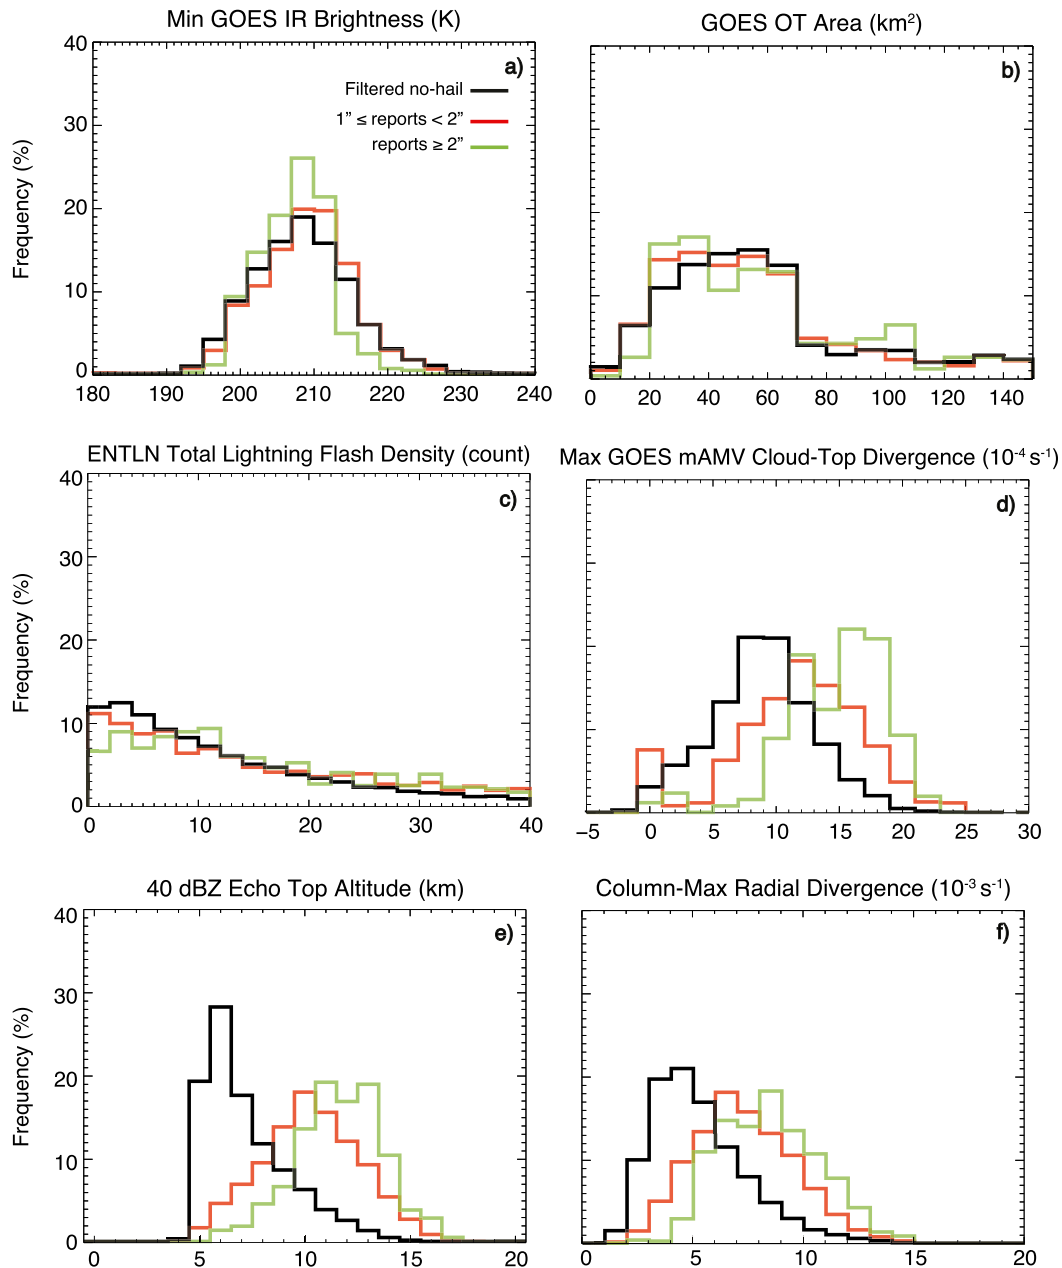 Min GOES IR Brightness (K)
GOES OT Area (km²)
a)
b)
Filtered no-hail
1” ≤ reports < 2”
reports ≥ 2”
Frequency (%)
40
30
20
10
0
180 190 200 210 220 230 240
0 20 40 60 80 100 120 140
ENTLN Total Lightning Flash Density (count)
Max GOES mAMV Cloud-Top Divergence (10⁻⁴ s⁻¹)
c)
d)
Frequency (%)
40
30
20
10
0
0 10 20 30 40
−5 0 5 10 15 20 25 30
40 dBZ Echo Top Altitude (km)
Column-Max Radial Divergence (10⁻³ s⁻¹)
e)
f)
Frequency (%)
40
30
20
10
0
0 5 10 15 20
0 5 10 15 20